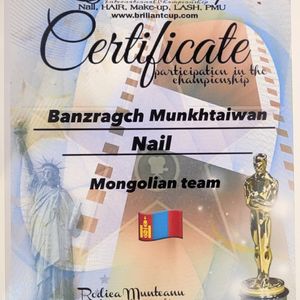 International Championship
Nail, HAIR, Make-up, LASH, PMU
www.briliantcup.com
Certificate
participation in the
championship
Banzragch Munkhtaiwan
Nail
Mongolian team
Rodica Munteanu